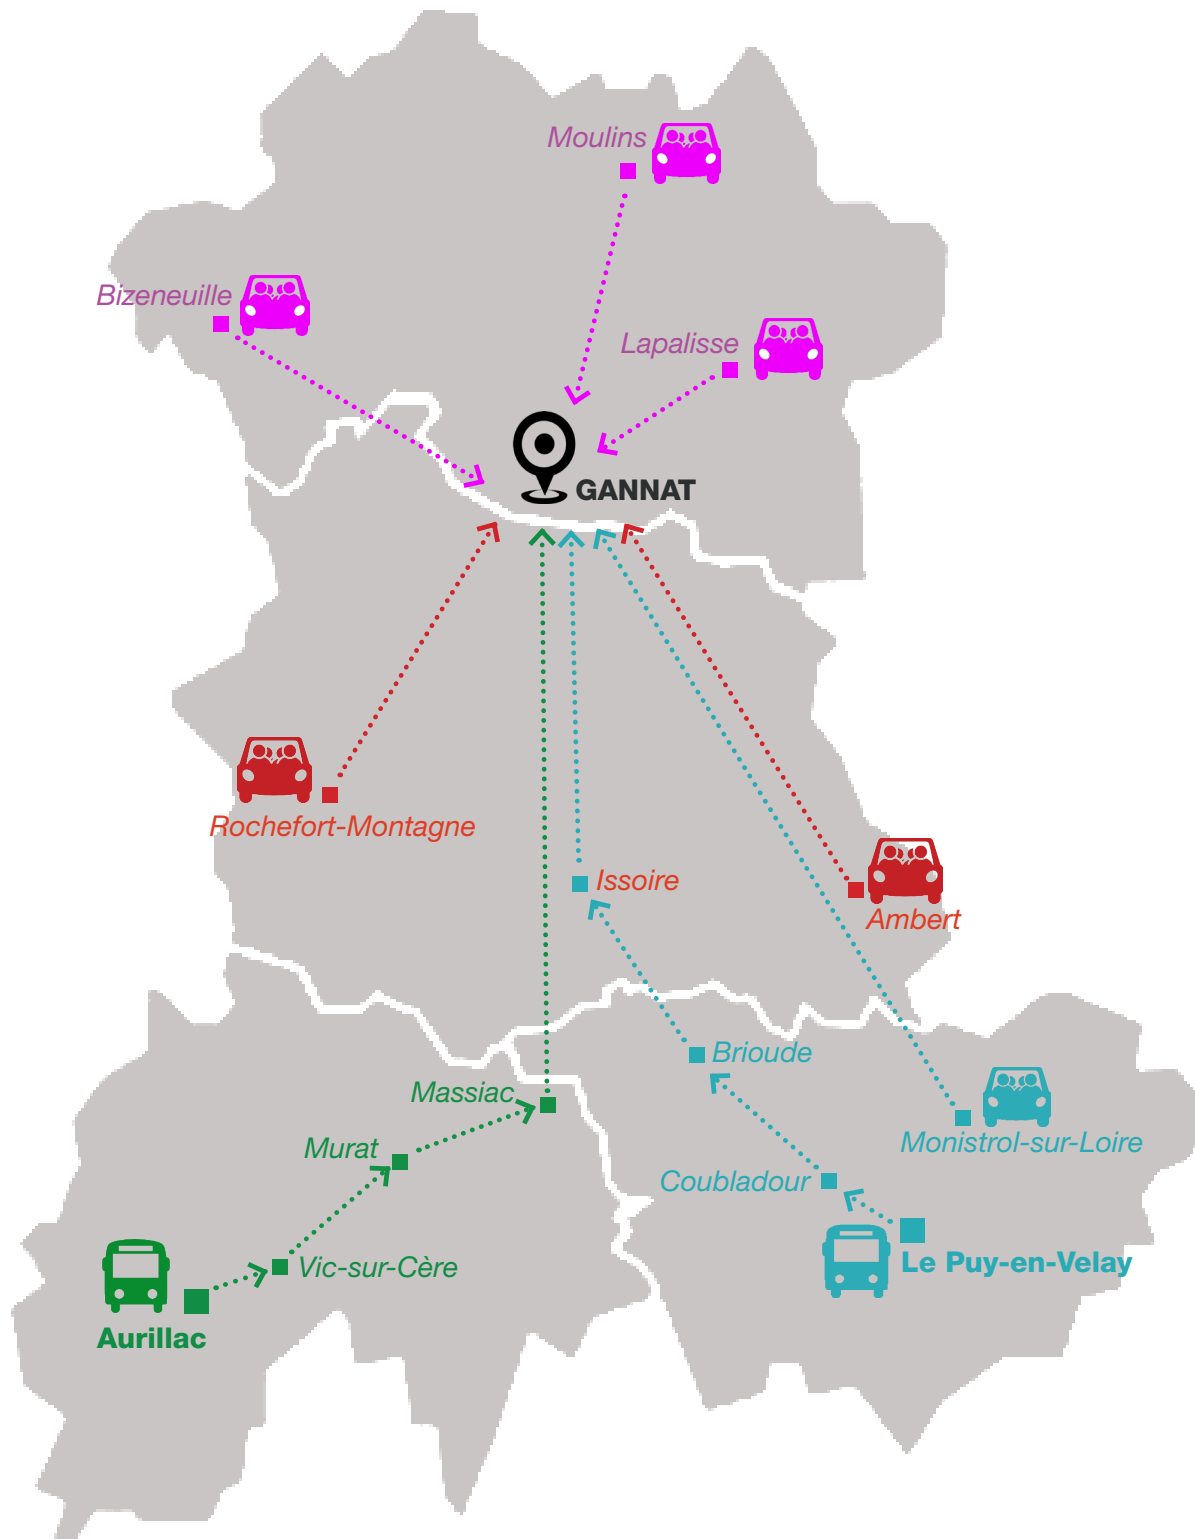 Moulins
Bizeneuille
Lapalisse
GANNAT
Rochefort-Montagne
Issoire
Ambert
Brioude
Massiac
Monistrol-sur-Loire
Murat
Coubladour
Vic-sur-Cère
Le Puy-en-Velay
Aurillac